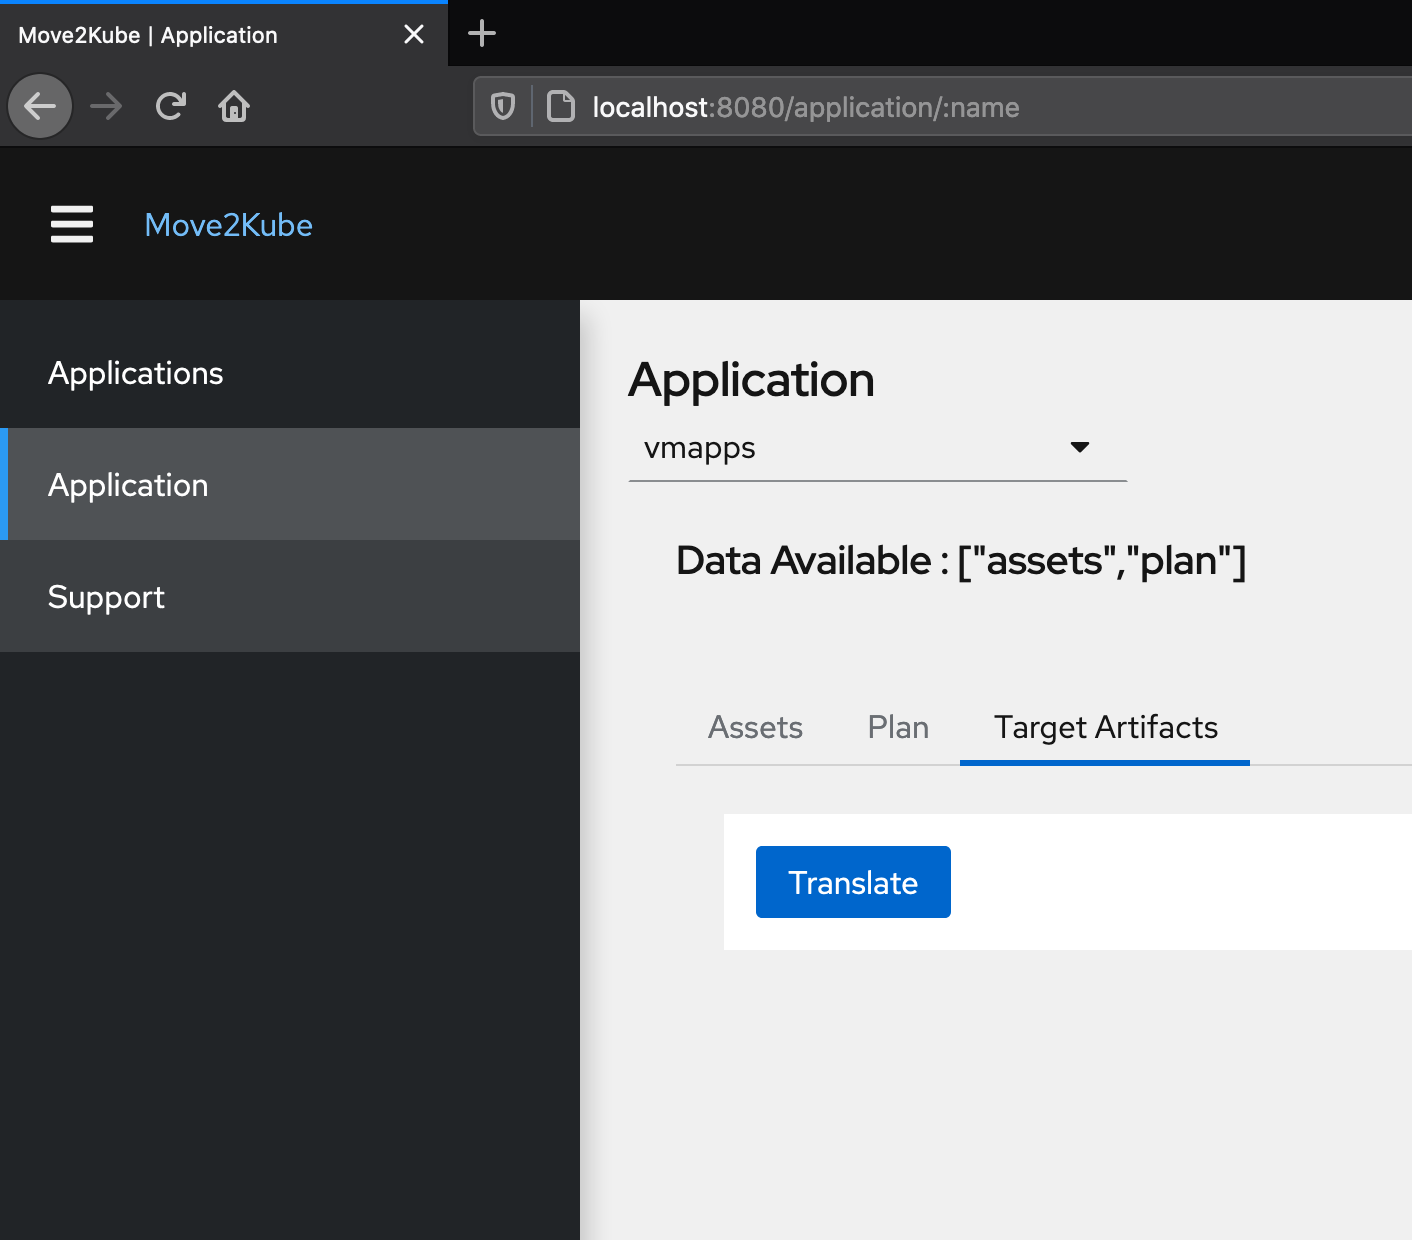 Move2Kube | Application
localhost:8080/application/:name
Move2Kube
Applications
Application
Support
Application
vmapps
Data Available : ["assets","plan"]
Assets Plan Target Artifacts
Translate